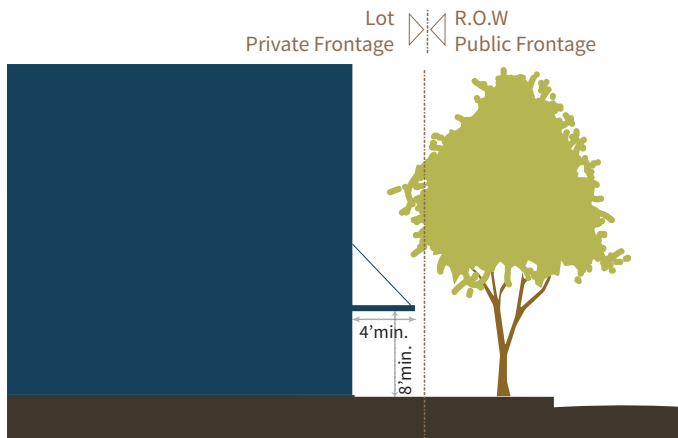 Lot
Private Frontage
R.O.W
Public Frontage
4’min.
8’min.